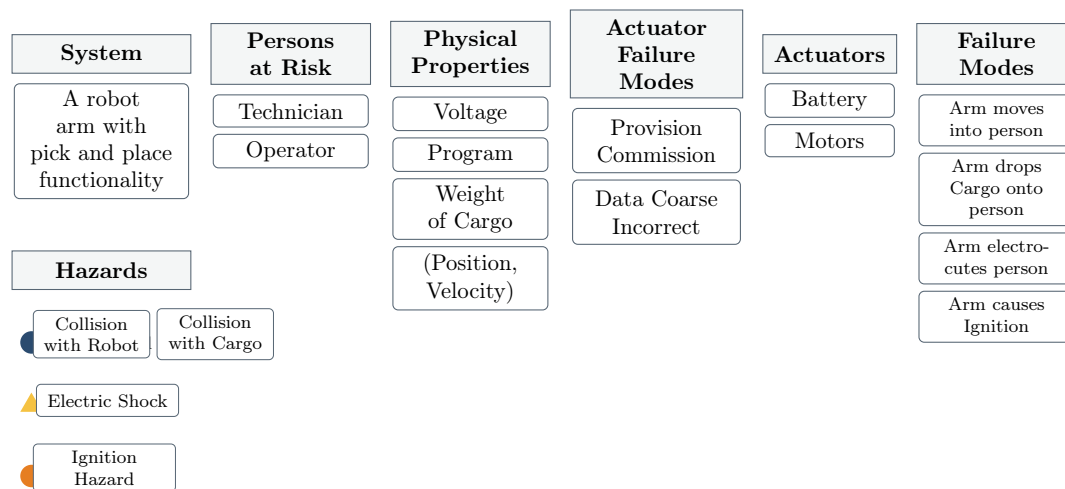 System
A robot
arm with
pick and place
functionality
Persons
at Risk
Technician
Operator
Physical
Properties
Voltage
Program
Weight
of Cargo
(Position,
Velocity)
Actuator
Failure
Modes
Provision
Commission
Data Coarse
Incorrect
Actuators
Battery
Motors
Failure
Modes
Arm moves
into person
Arm drops
Cargo onto
person
Arm electro-
cutes person
Arm causes
Ignition
Hazards
Collision
with Robot
Collision
with Cargo
Electric Shock
Ignition
Hazard